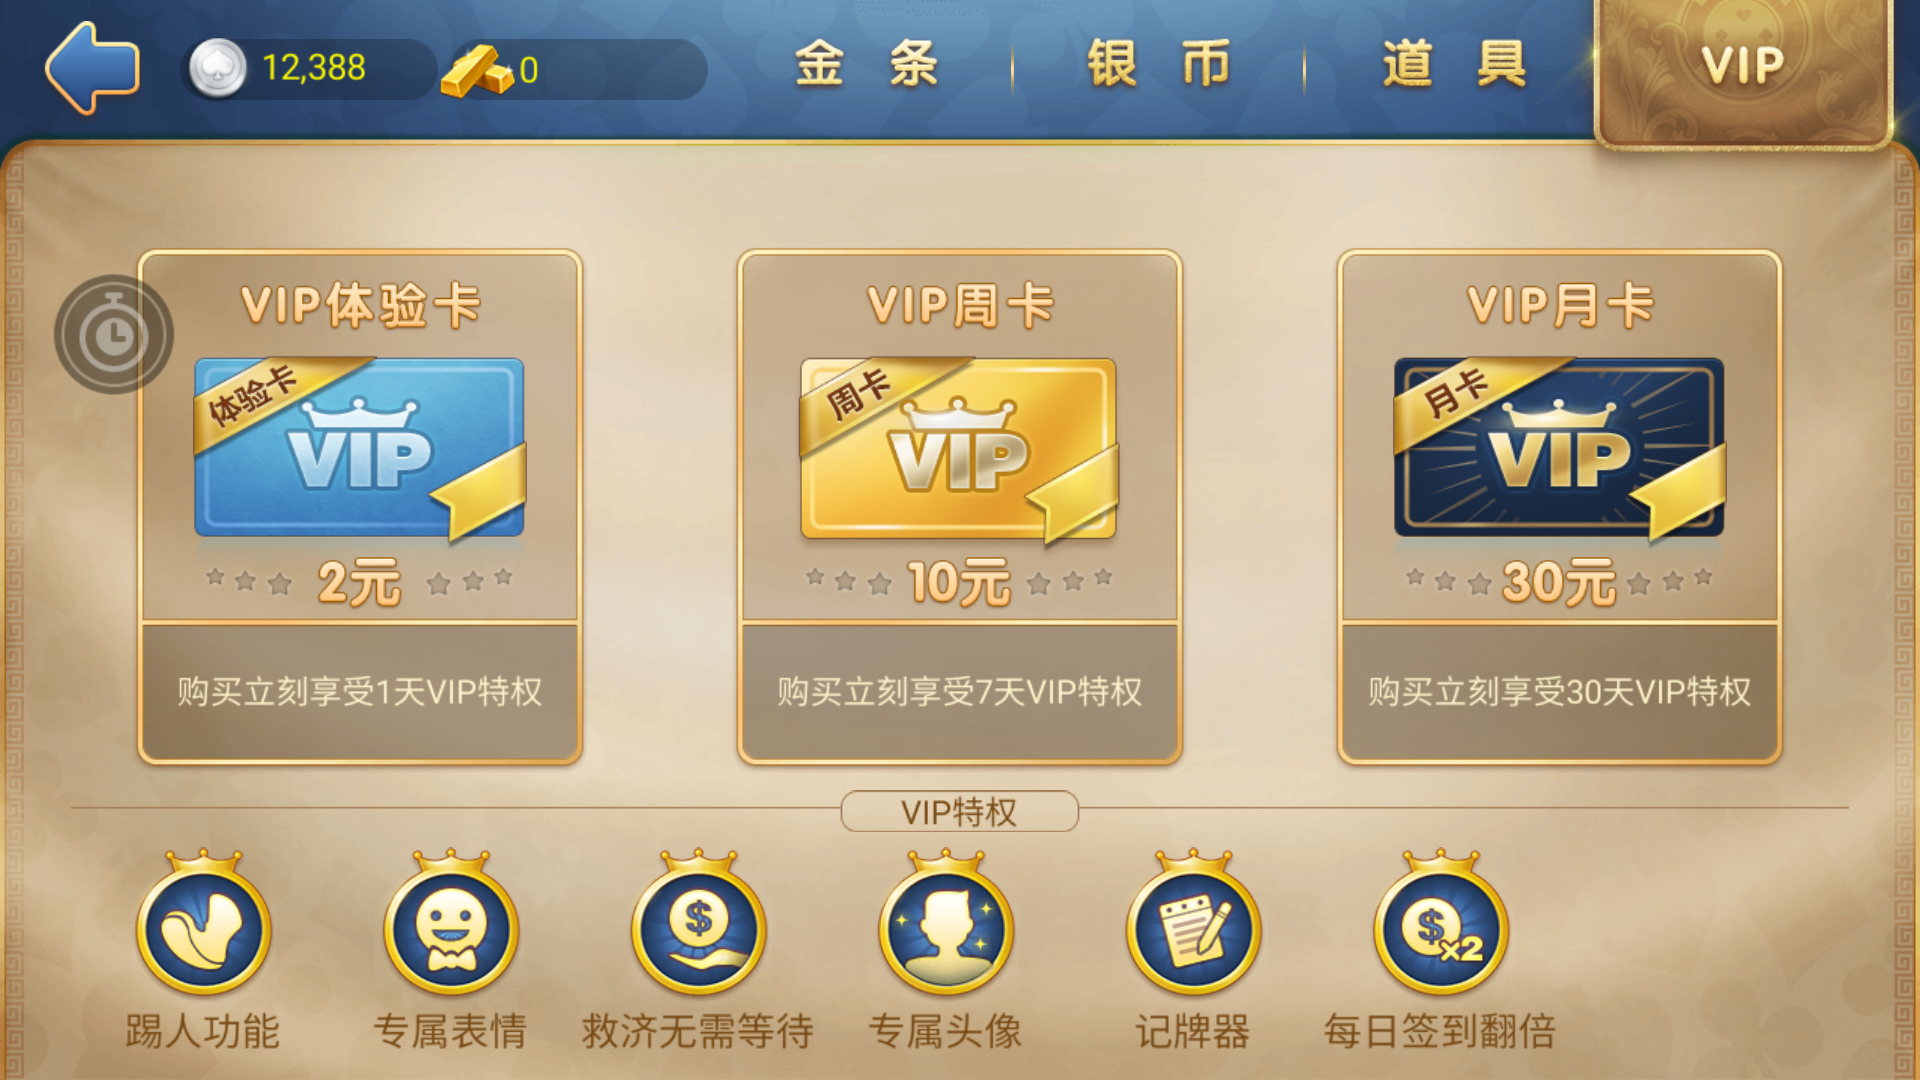 12,388
0
金条
银币
道具
VIP
VIP体验卡
体验卡
VIP
2元
购买立刻享受1天VIP特权
VIP周卡
周卡
VIP
10元
购买立刻享受7天VIP特权
VIP月卡
月卡
VIP
30元
购买立刻享受30天VIP特权
VIP特权
$
$
x2
踢人功能
专属表情
救济无需等待
专属头像
记牌器
每日签到翻倍